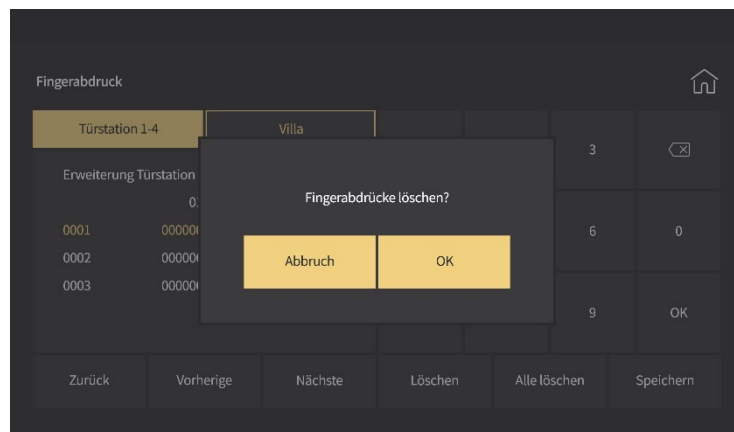 Fingerabdruck
Türstation 1-4 Villa
3
Erweiterung Türstation
Fingerabdrücke löschen?
0001
6 0
0002
Abbruch OK
0003
9 OK
Zurück Vorherige Nächste Löschen Alle löschen Speichern